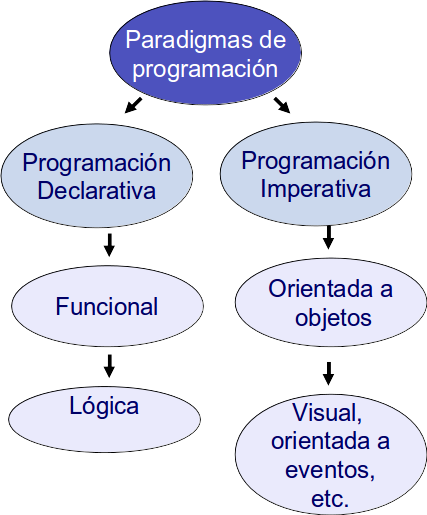 Paradigmas de
programación
Programación
Declarativa
Programación
Imperativa
Funcional
Orientada a
objetos
Lógica
Visual,
orientada a
eventos,
etc.